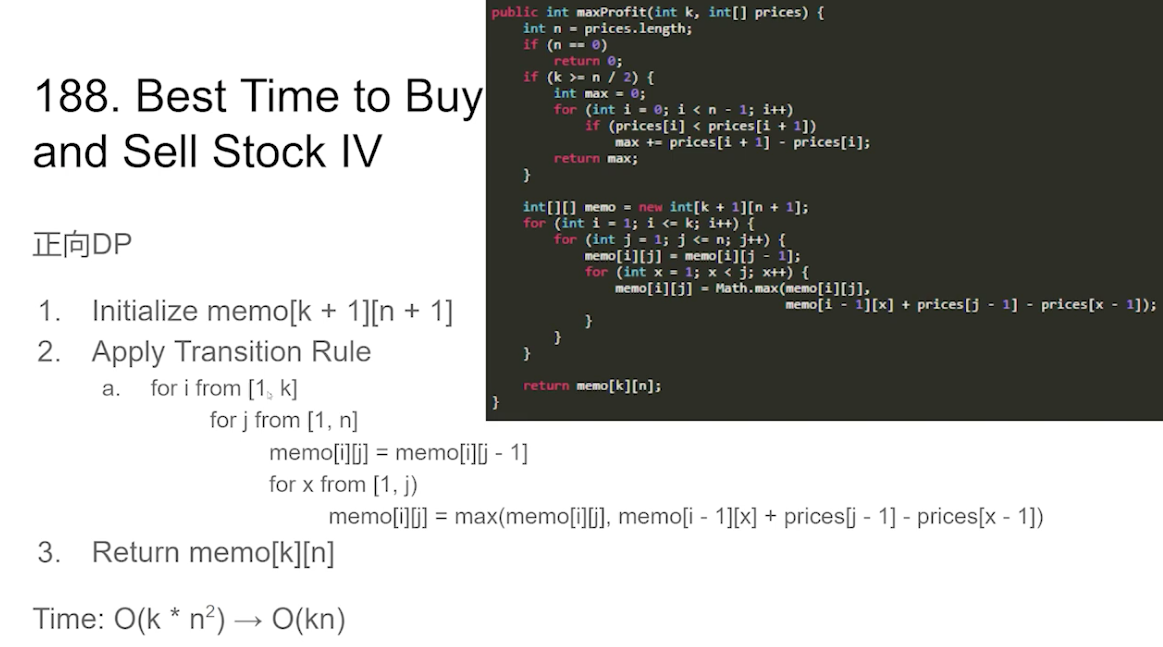 188. Best Time to Buy
and Sell Stock IV
正向DP
1. Initialize memo[k + 1][n + 1]
2. Apply Transition Rule
a. for i from [1, k]
for j from [1, n]
memo[i][j] = memo[i][j - 1]
for x from [1, j)
memo[i][j] = max(memo[i][j], memo[i - 1][x] + prices[j - 1] - prices[x - 1])
3. Return memo[k][n]
Time: O(k * n²) → O(kn)
public int maxProfit(int k, int[] prices) {
int n = prices.length;
if (n == 0)
return 0;
if (k >= n / 2) {
int max = 0;
for (int i = 0; i < n - 1; i++)
if (prices[i] < prices[i + 1])
max += prices[i + 1] - prices[i];
return max;
}
int[][] memo = new int[k + 1][n + 1];
for (int i = 1; i <= k; i++) {
for (int j = 1; j <= n; j++) {
memo[i][j] = memo[i][j - 1];
for (int x = 1; x < j; x++) {
memo[i][j] = Math.max(memo[i][j],
memo[i - 1][x] + prices[j - 1] - prices[x - 1]);
}
}
}
return memo[k][n];
}